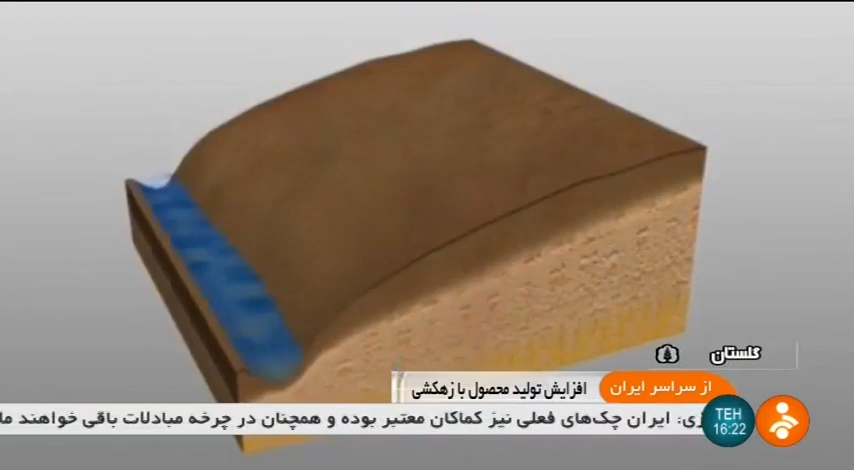 گلستان
از سراسر ایران
افزایش تولید محصول با زهکشی
زی: ایران چک‌های فعلی نیز کماکان معتبر بوده و همچنان در چرخه مبادلات باقی خواهند ما
TEH
16:22